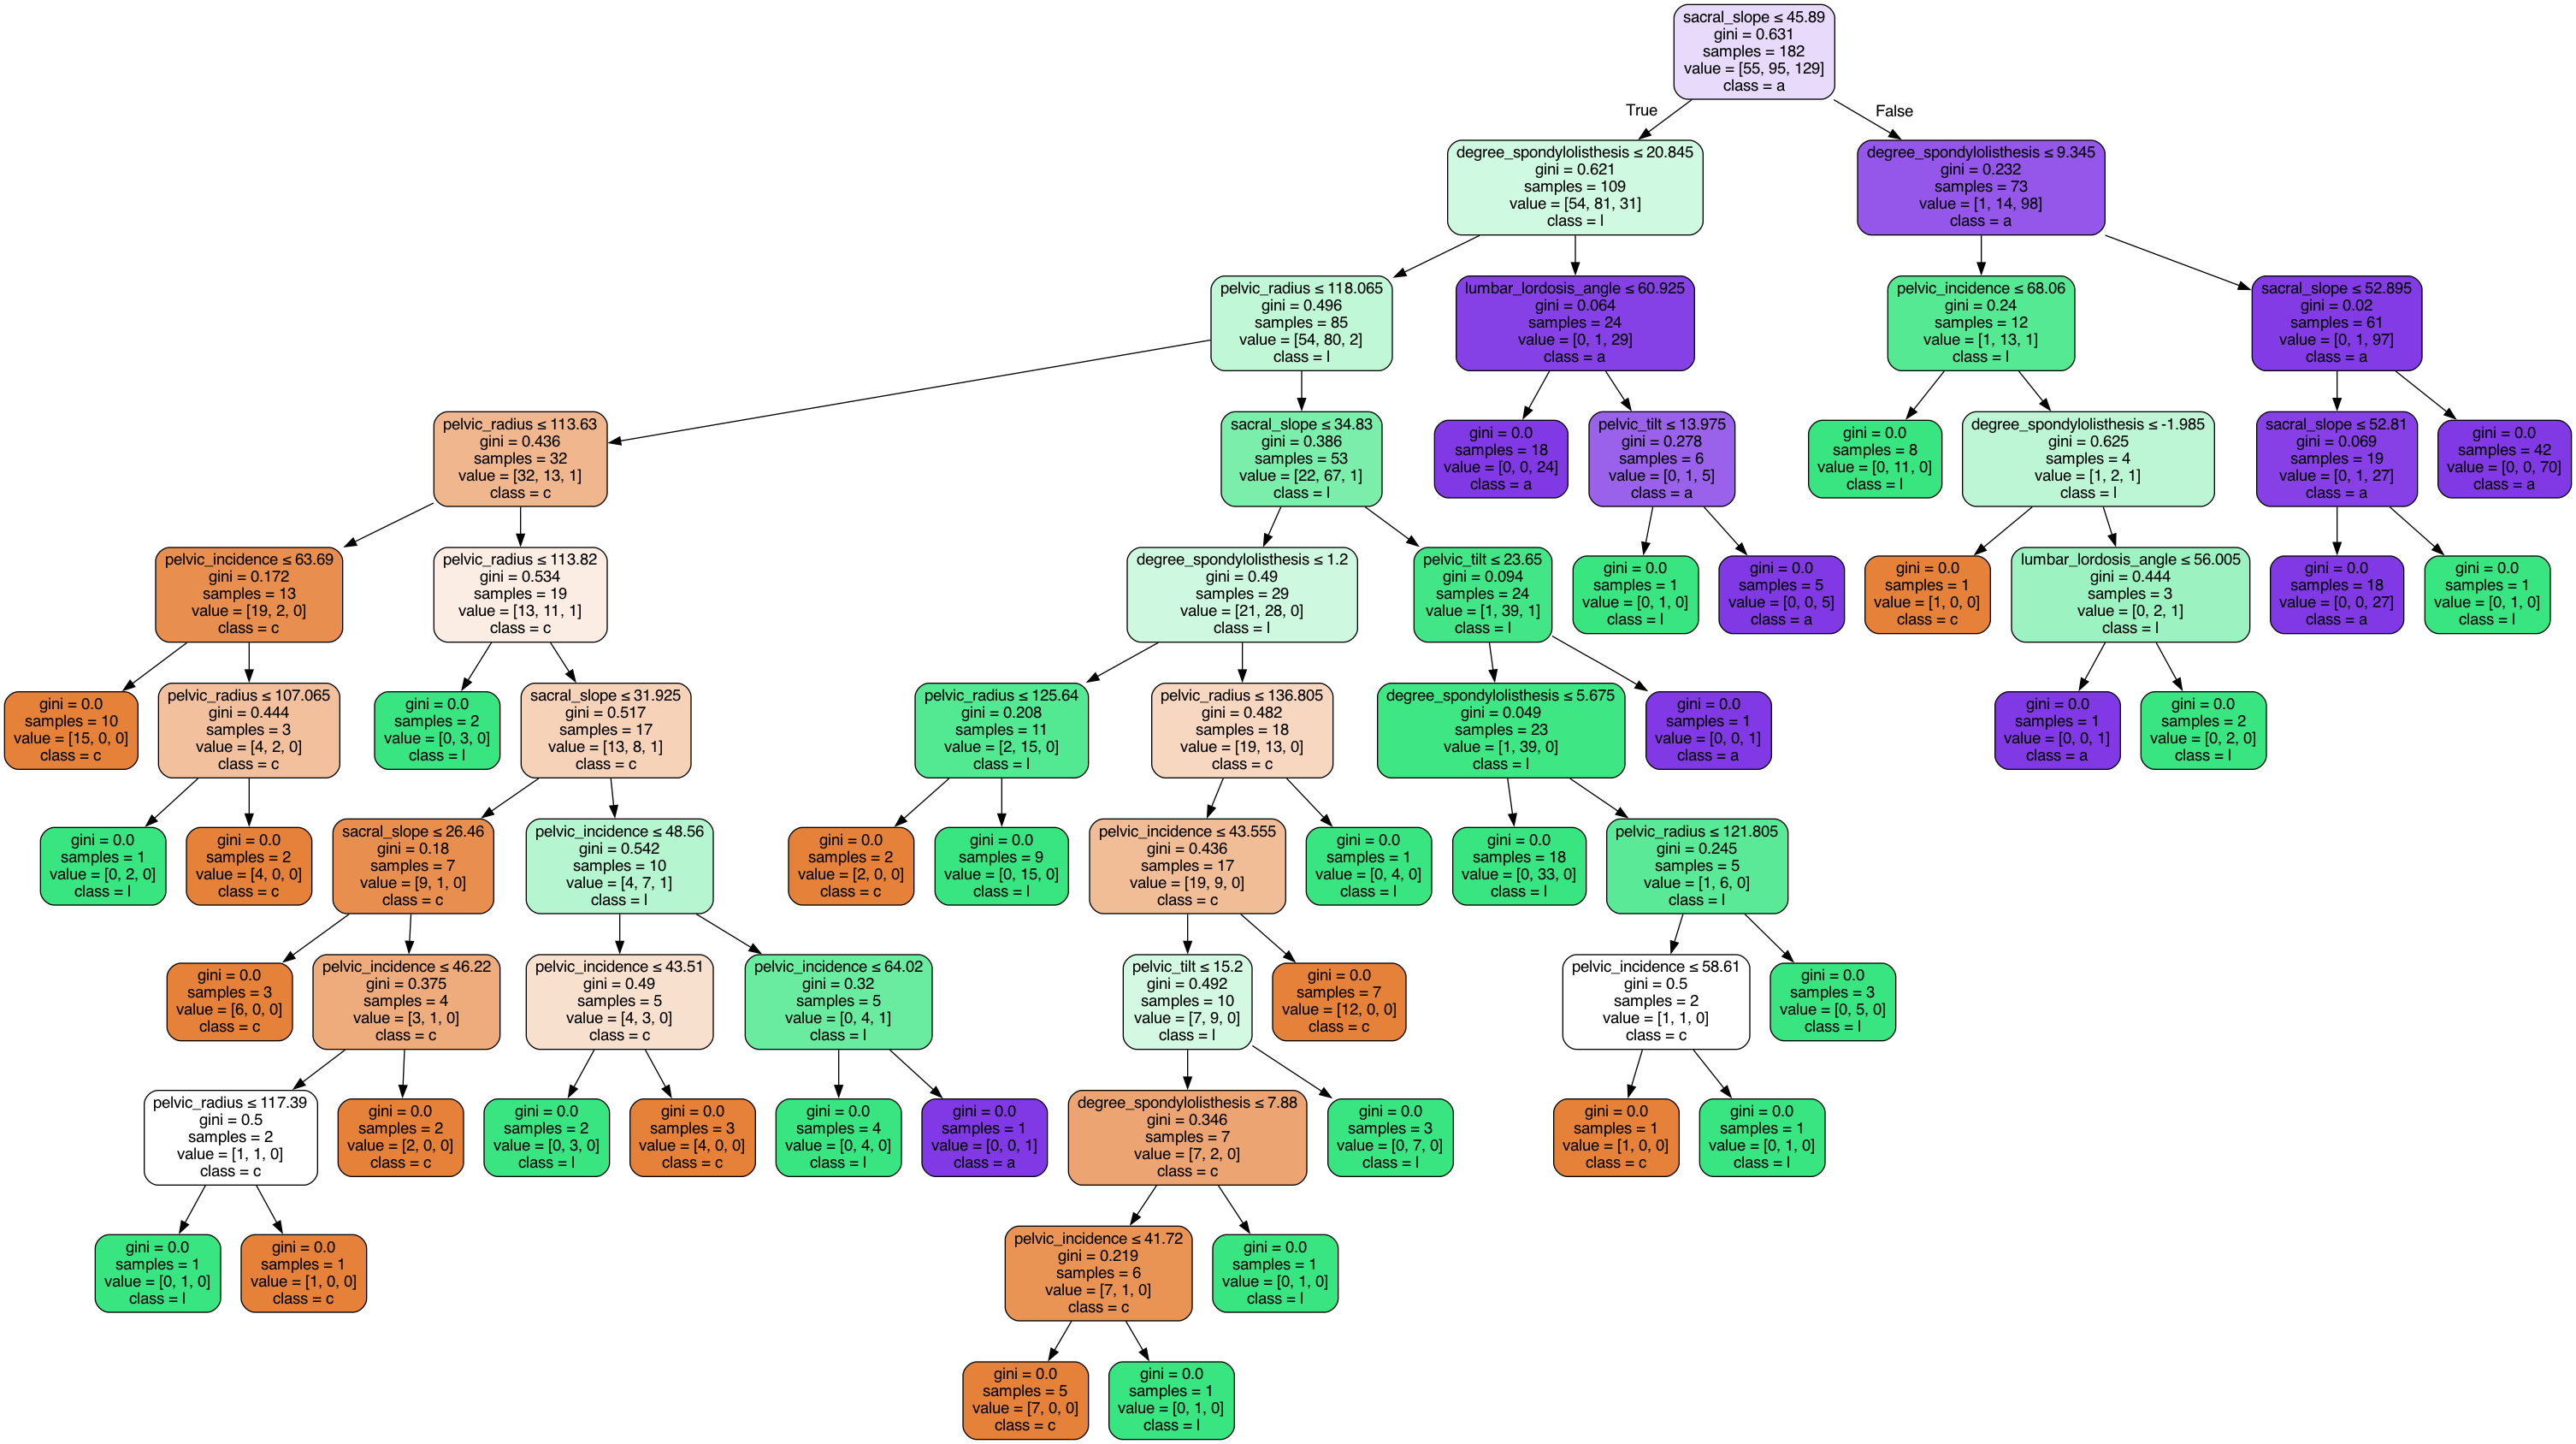 sacral_slope ≤ 45.89
gini = 0.631
samples = 182
value = [55, 95, 129]
class = a
True
False
degree_spondylolisthesis ≤ 20.845
gini = 0.621
samples = 109
value = [54, 81, 31]
class = l
degree_spondylolisthesis ≤ 9.345
gini = 0.232
samples = 73
value = [1, 14, 98]
class = a
pelvic_radius ≤ 118.065
gini = 0.496
samples = 85
value = [54, 80, 2]
class = l
lumbar_lordosis_angle ≤ 60.925
gini = 0.064
samples = 24
value = [0, 1, 29]
class = a
pelvic_incidence ≤ 68.06
gini = 0.24
samples = 12
value = [1, 13, 1]
class = l
sacral_slope ≤ 52.895
gini = 0.02
samples = 61
value = [0, 1, 97]
class = a
pelvic_radius ≤ 113.63
gini = 0.436
samples = 32
value = [32, 13, 1]
class = c
sacral_slope ≤ 34.83
gini = 0.386
samples = 53
value = [22, 67, 1]
class = l
gini = 0.0
samples = 18
value = [0, 0, 24]
class = a
pelvic_tilt ≤ 13.975
gini = 0.278
samples = 6
value = [0, 1, 5]
class = a
gini = 0.0
samples = 8
value = [0, 11, 0]
class = l
degree_spondylolisthesis ≤ -1.985
gini = 0.625
samples = 4
value = [1, 2, 1]
class = l
sacral_slope ≤ 52.81
gini = 0.069
samples = 19
value = [0, 1, 27]
class = a
gini = 0.0
samples = 42
value = [0, 0, 70]
class = a
pelvic_incidence ≤ 63.69
gini = 0.172
samples = 13
value = [19, 2, 0]
class = c
pelvic_radius ≤ 113.82
gini = 0.534
samples = 19
value = [13, 11, 1]
class = c
degree_spondylolisthesis ≤ 1.2
gini = 0.49
samples = 29
value = [21, 28, 0]
class = l
pelvic_tilt ≤ 23.65
gini = 0.094
samples = 24
value = [1, 39, 1]
class = l
gini = 0.0
samples = 1
value = [0, 1, 0]
class = l
gini = 0.0
samples = 5
value = [0, 0, 5]
class = a
gini = 0.0
samples = 1
value = [1, 0, 0]
class = c
lumbar_lordosis_angle ≤ 56.005
gini = 0.444
samples = 3
value = [0, 2, 1]
class = l
gini = 0.0
samples = 18
value = [0, 0, 27]
class = a
gini = 0.0
samples = 1
value = [0, 1, 0]
class = l
gini = 0.0
samples = 10
value = [15, 0, 0]
class = c
pelvic_radius ≤ 107.065
gini = 0.444
samples = 3
value = [4, 2, 0]
class = c
gini = 0.0
samples = 2
value = [0, 3, 0]
class = l
sacral_slope ≤ 31.925
gini = 0.517
samples = 17
value = [13, 8, 1]
class = c
pelvic_radius ≤ 125.64
gini = 0.208
samples = 11
value = [2, 15, 0]
class = l
pelvic_radius ≤ 136.805
gini = 0.482
samples = 18
value = [19, 13, 0]
class = c
degree_spondylolisthesis ≤ 5.675
gini = 0.049
samples = 23
value = [1, 39, 0]
class = l
gini = 0.0
samples = 1
value = [0, 0, 1]
class = a
gini = 0.0
samples = 1
value = [0, 0, 1]
class = a
gini = 0.0
samples = 2
value = [0, 2, 0]
class = l
gini = 0.0
samples = 1
value = [0, 2, 0]
class = l
gini = 0.0
samples = 2
value = [4, 0, 0]
class = c
sacral_slope ≤ 26.46
gini = 0.18
samples = 7
value = [9, 1, 0]
class = c
pelvic_incidence ≤ 48.56
gini = 0.542
samples = 10
value = [4, 7, 1]
class = l
gini = 0.0
samples = 2
value = [2, 0, 0]
class = c
gini = 0.0
samples = 9
value = [0, 15, 0]
class = l
pelvic_incidence ≤ 43.555
gini = 0.436
samples = 17
value = [19, 9, 0]
class = c
gini = 0.0
samples = 1
value = [0, 4, 0]
class = l
gini = 0.0
samples = 18
value = [0, 33, 0]
class = l
pelvic_radius ≤ 121.805
gini = 0.245
samples = 5
value = [1, 6, 0]
class = l
gini = 0.0
samples = 3
value = [6, 0, 0]
class = c
pelvic_incidence ≤ 46.22
gini = 0.375
samples = 4
value = [3, 1, 0]
class = c
pelvic_incidence ≤ 43.51
gini = 0.49
samples = 5
value = [4, 3, 0]
class = c
pelvic_incidence ≤ 64.02
gini = 0.32
samples = 5
value = [0, 4, 1]
class = l
pelvic_tilt ≤ 15.2
gini = 0.492
samples = 10
value = [7, 9, 0]
class = l
gini = 0.0
samples = 7
value = [12, 0, 0]
class = c
pelvic_incidence ≤ 58.61
gini = 0.5
samples = 2
value = [1, 1, 0]
class = c
gini = 0.0
samples = 3
value = [0, 5, 0]
class = l
pelvic_radius ≤ 117.39
gini = 0.5
samples = 2
value = [1, 1, 0]
class = c
gini = 0.0
samples = 2
value = [2, 0, 0]
class = c
gini = 0.0
samples = 2
value = [0, 3, 0]
class = l
gini = 0.0
samples = 3
value = [4, 0, 0]
class = c
gini = 0.0
samples = 4
value = [0, 4, 0]
class = l
gini = 0.0
samples = 1
value = [0, 0, 1]
class = a
degree_spondylolisthesis ≤ 7.88
gini = 0.346
samples = 7
value = [7, 2, 0]
class = c
gini = 0.0
samples = 3
value = [0, 7, 0]
class = l
gini = 0.0
samples = 1
value = [1, 0, 0]
class = c
gini = 0.0
samples = 1
value = [0, 1, 0]
class = l
gini = 0.0
samples = 1
value = [0, 1, 0]
class = l
gini = 0.0
samples = 1
value = [1, 0, 0]
class = c
pelvic_incidence ≤ 41.72
gini = 0.219
samples = 6
value = [7, 1, 0]
class = c
gini = 0.0
samples = 1
value = [0, 1, 0]
class = l
gini = 0.0
samples = 5
value = [7, 0, 0]
class = c
gini = 0.0
samples = 1
value = [0, 1, 0]
class = l